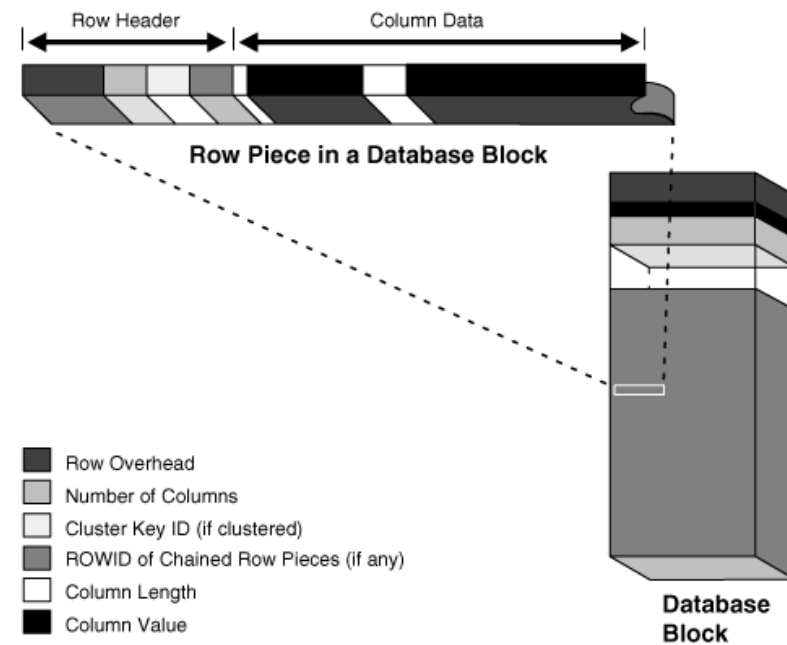 Row Header
Column Data
Row Piece in a Database Block
Row Overhead
Number of Columns
Cluster Key ID (if clustered)
ROWID of Chained Row Pieces (if any)
Column Length
Column Value
Database
Block